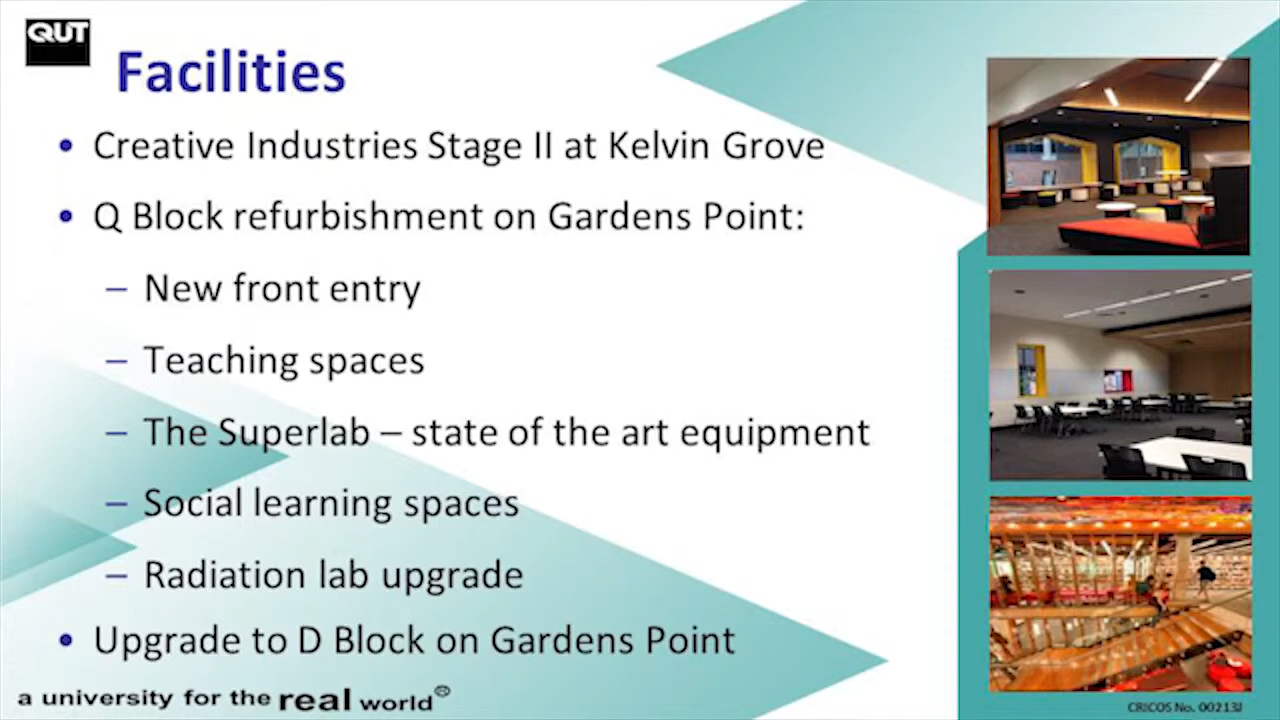 QUT
Facilities
• Creative Industries Stage II at Kelvin Grove
• Q Block refurbishment on Gardens Point:
– New front entry
– Teaching spaces
– The Superlab – state of the art equipment
– Social learning spaces
– Radiation lab upgrade
• Upgrade to D Block on Gardens Point
a university for the real world®
CRICOS No. 00213J